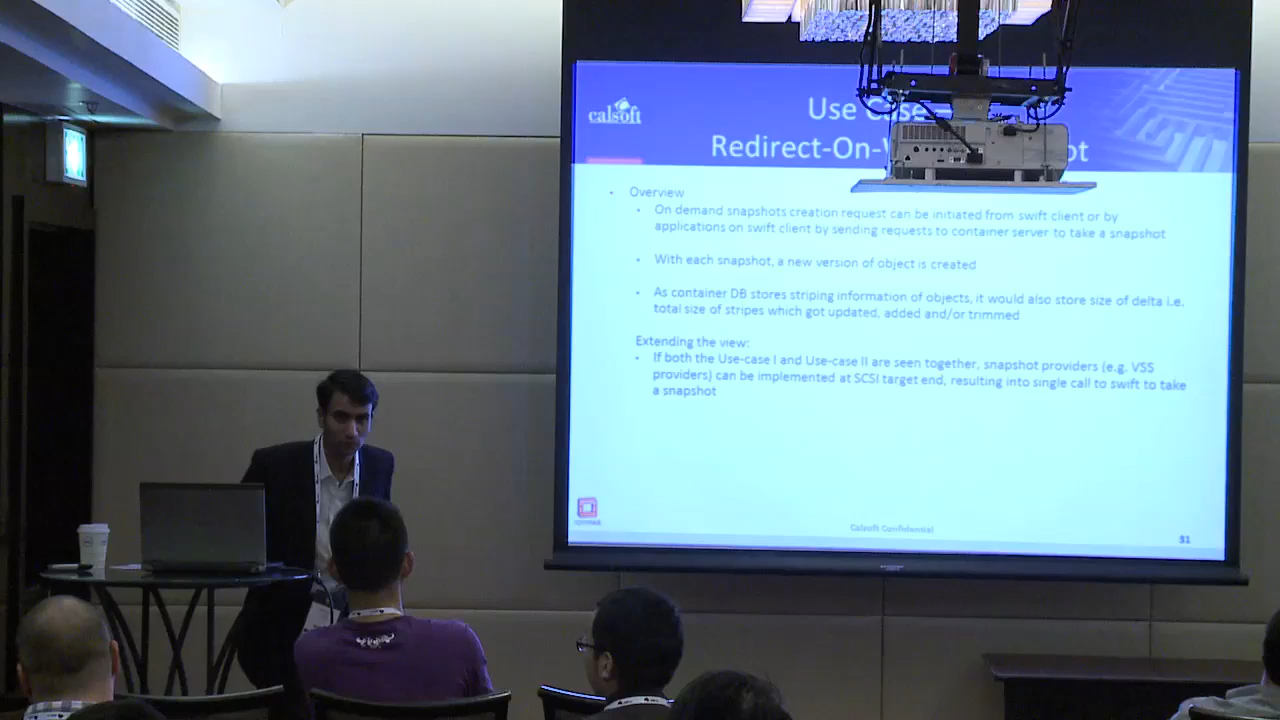 calsoft
Use Case –
Redirect-On-
Overview
On demand snapshots creation request can be initiated from swift client or by
applications on swift client by sending requests to container server to take a snapshot
With each snapshot, a new version of object is created
As container DB stores striping information of objects, it would also store size of delta i.e.
total size of stripes which got updated, added and/or trimmed
Extending the view:
If both the Use-case I and Use-case II are seen together, snapshot providers (e.g. VSS
providers) can be implemented at SCSI target end, resulting into single call to swift to take
a snapshot
Calsoft Confidential
31